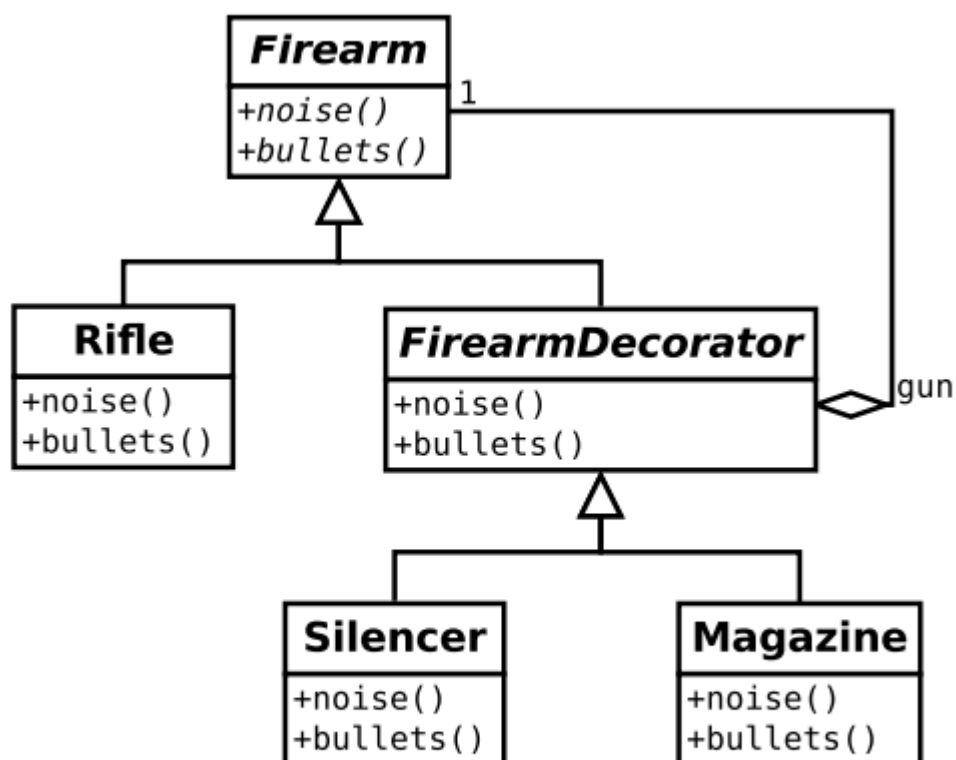 Firearm
+noise()
+bullets()
1
Rifle
+noise()
+bullets()
FirearmDecorator
+noise()
+bullets()
gun
Silencer
+noise()
+bullets()
Magazine
+noise()
+bullets()